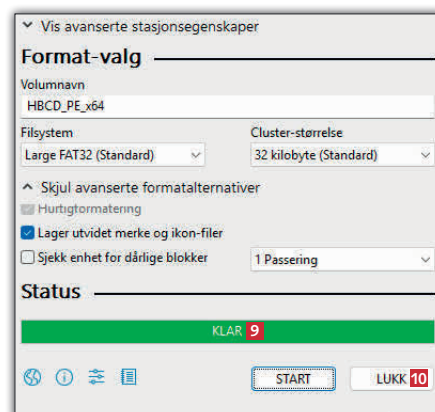 Vis avanserte stasjonsegenskaper
Format-valg
Volumnavn
HBCD_PE_x64
Filsystem
Cluster-størrelse
Large FAT32 (Standard)
32 kilobyte (Standard)
Skjul avanserte formatalternativer
Hurtigformatering
Lager utvidet merke og ikon-filer
Sjekk enhet for dårlige blokker
1 Passering
Status
KLAR 9
START
LUKK 10